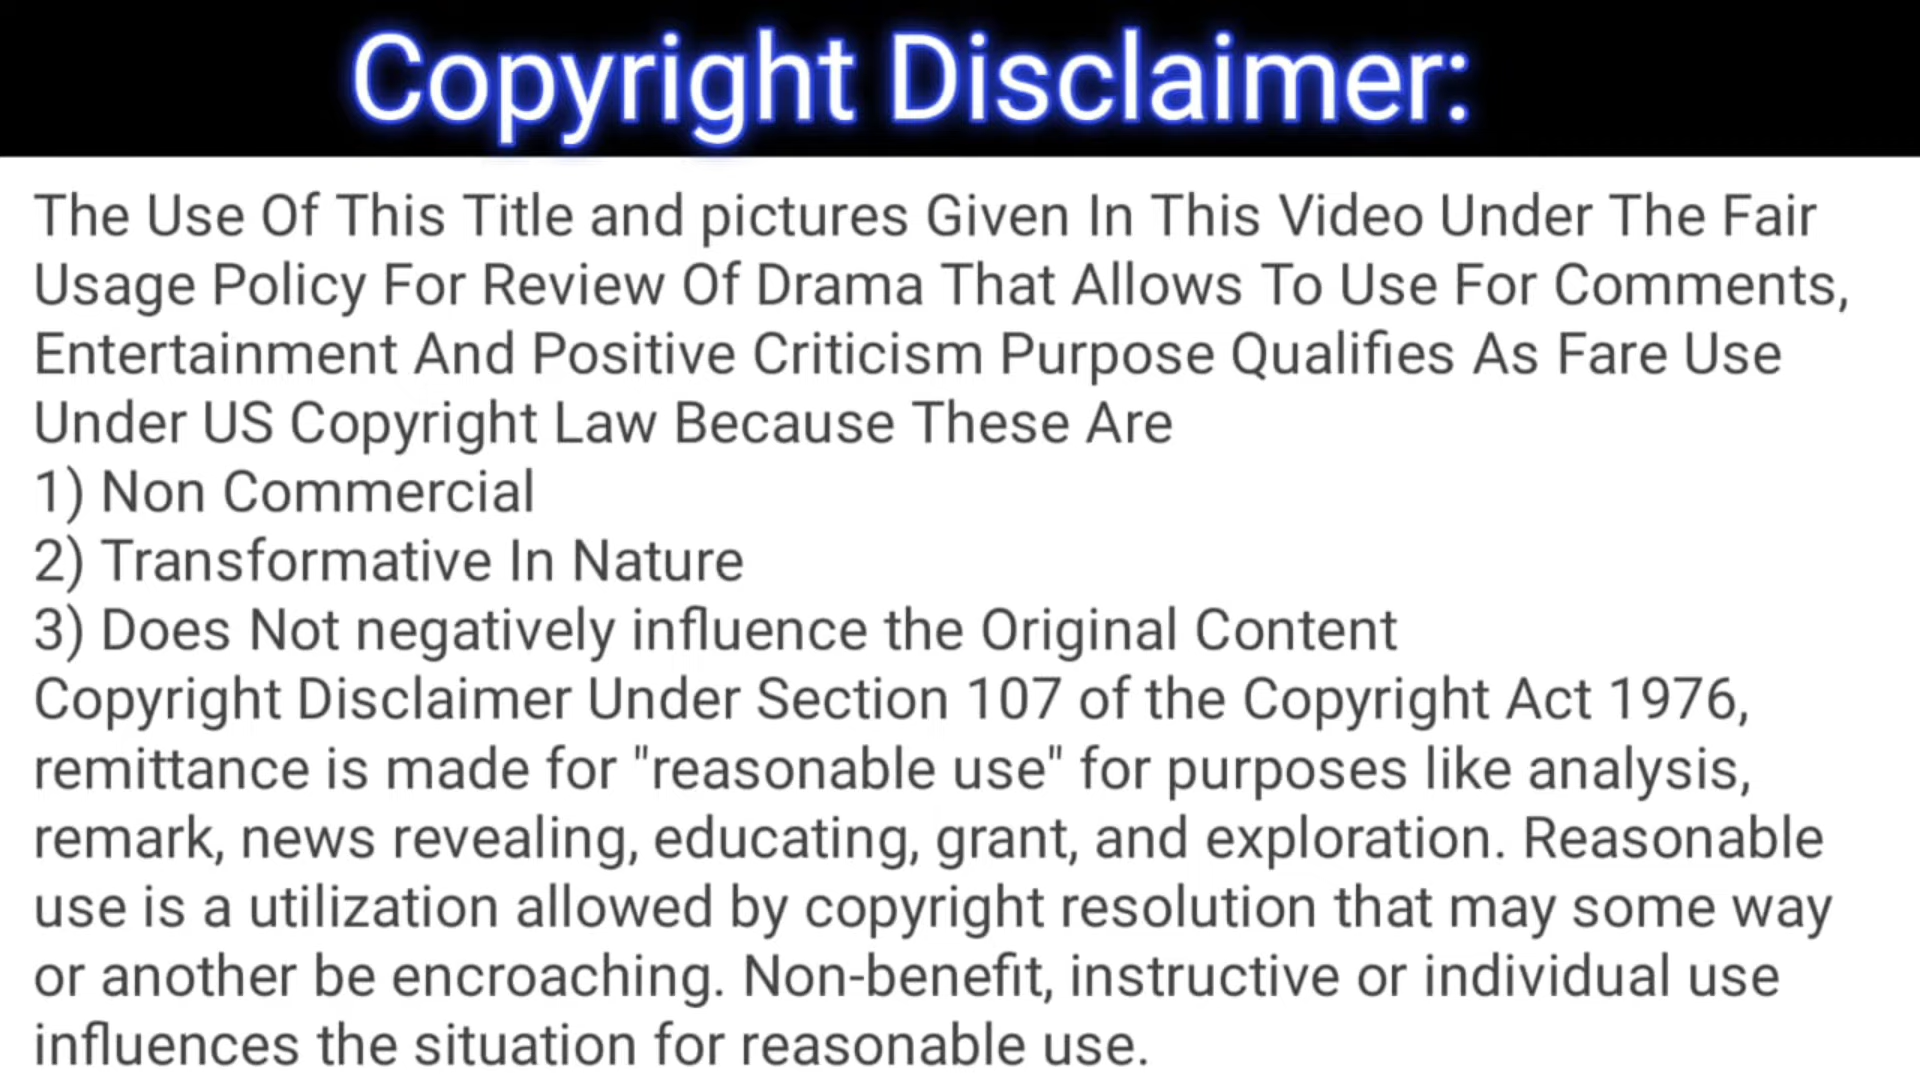 Copyright Disclaimer:
The Use Of This Title and pictures Given In This Video Under The Fair
Usage Policy For Review Of Drama That Allows To Use For Comments,
Entertainment And Positive Criticism Purpose Qualifies As Fare Use
Under US Copyright Law Because These Are
1) Non Commercial
2) Transformative In Nature
3) Does Not negatively influence the Original Content
Copyright Disclaimer Under Section 107 of the Copyright Act 1976,
remittance is made for "reasonable use" for purposes like analysis,
remark, news revealing, educating, grant, and exploration. Reasonable
use is a utilization allowed by copyright resolution that may some way
or another be encroaching. Non-benefit, instructive or individual use
influences the situation for reasonable use.